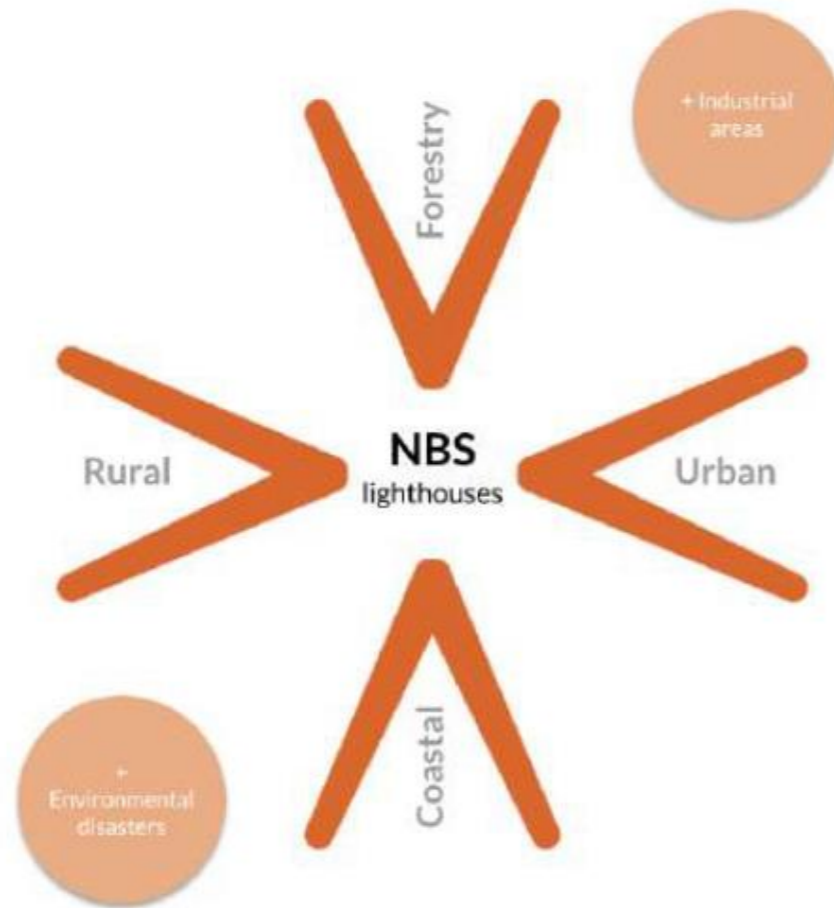 + Industrial
areas
Forestry
NBS
lighthouses
Rural
Urban
Coastal
+
Environmental
disasters